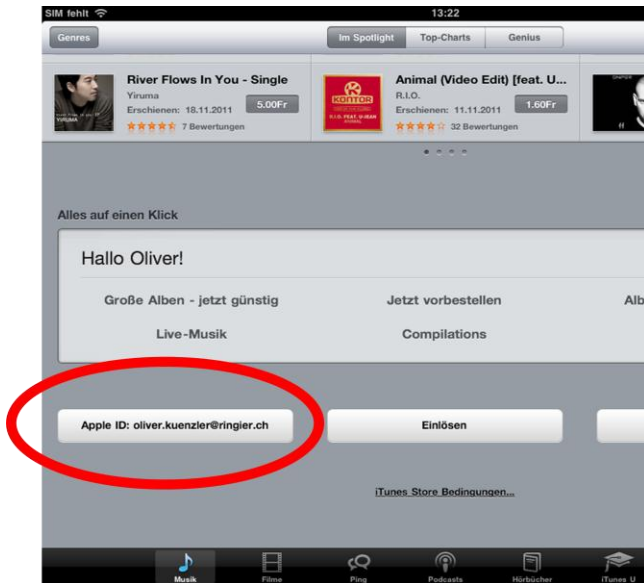 SIM fehlt 13:22
Genres Im Spotlight Top-Charts Genius
River Flows In You - Single
Yiruma
Erschienen: 18.11.2011 5.00Fr
7 Bewertungen
KONTOR
Animal (Video Edit) [feat. U...
R.I.O.
Erschienen: 11.11.2011 1.60Fr
32 Bewertungen
Alles auf einen Klick
Hallo Oliver!
Große Alben - jetzt günstig Jetzt vorbestellen Alb
Live-Musik Compilations
Apple ID: oliver.kuenzler@ringier.ch Einlösen
iTunes Store Bedingungen...
Musik Filme Ping Podcasts Hörbücher iTunes U